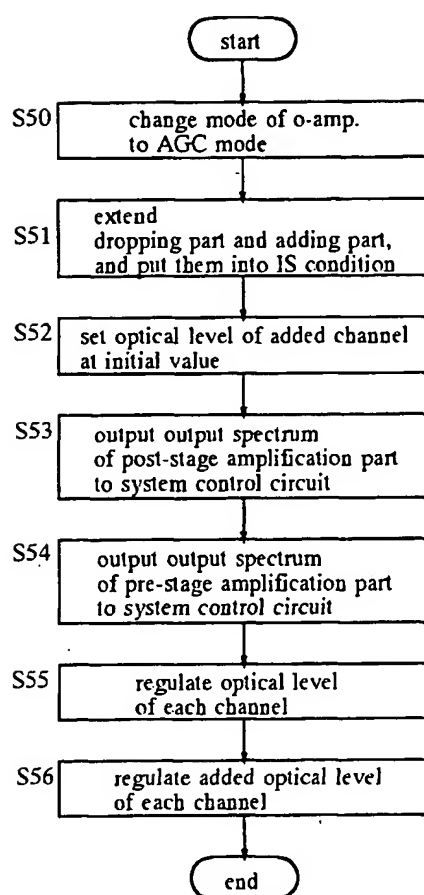 start
S50
change mode of o-amp.
to AGC mode
S51
extend
dropping part and adding part,
and put them into IS condition
S52
set optical level of added channel
at initial value
S53
output output spectrum
of post-stage amplification part
to system control circuit
S54
output output spectrum
of pre-stage amplification part
to system control circuit
S55
regulate optical level
of each channel
S56
regulate added optical level
of each channel
end